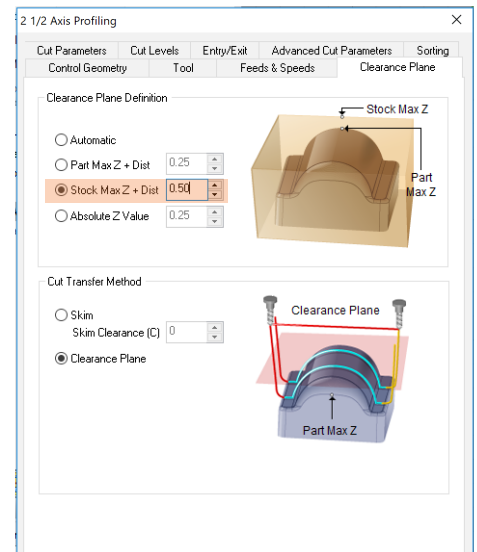 2 1/2 Axis Profiling
Cut Parameters Cut Levels Entry/Exit Advanced Cut Parameters Sorting
Control Geometry Tool Feeds & Speeds Clearance Plane
Clearance Plane Definition
Stock Max Z
Automatic
Part Max Z + Dist 0.25
Part
Max Z
Stock Max Z + Dist 0.50
Absolute Z Value 0.25
Cut Transfer Method
Skim
Clearance Plane
Skim Clearance (C) 0
Clearance Plane
Part Max Z